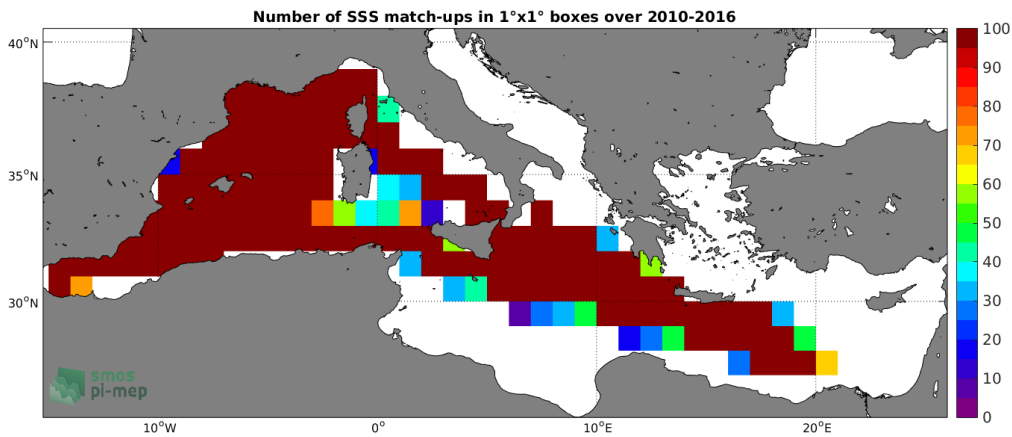 Number of SSS match-ups in 1°x1° boxes over 2010-2016
40°N
35°N
30°N
10°W
0°
10°E
20°E
100
90
80
70
60
50
40
30
20
10
0
smos
pi-mep